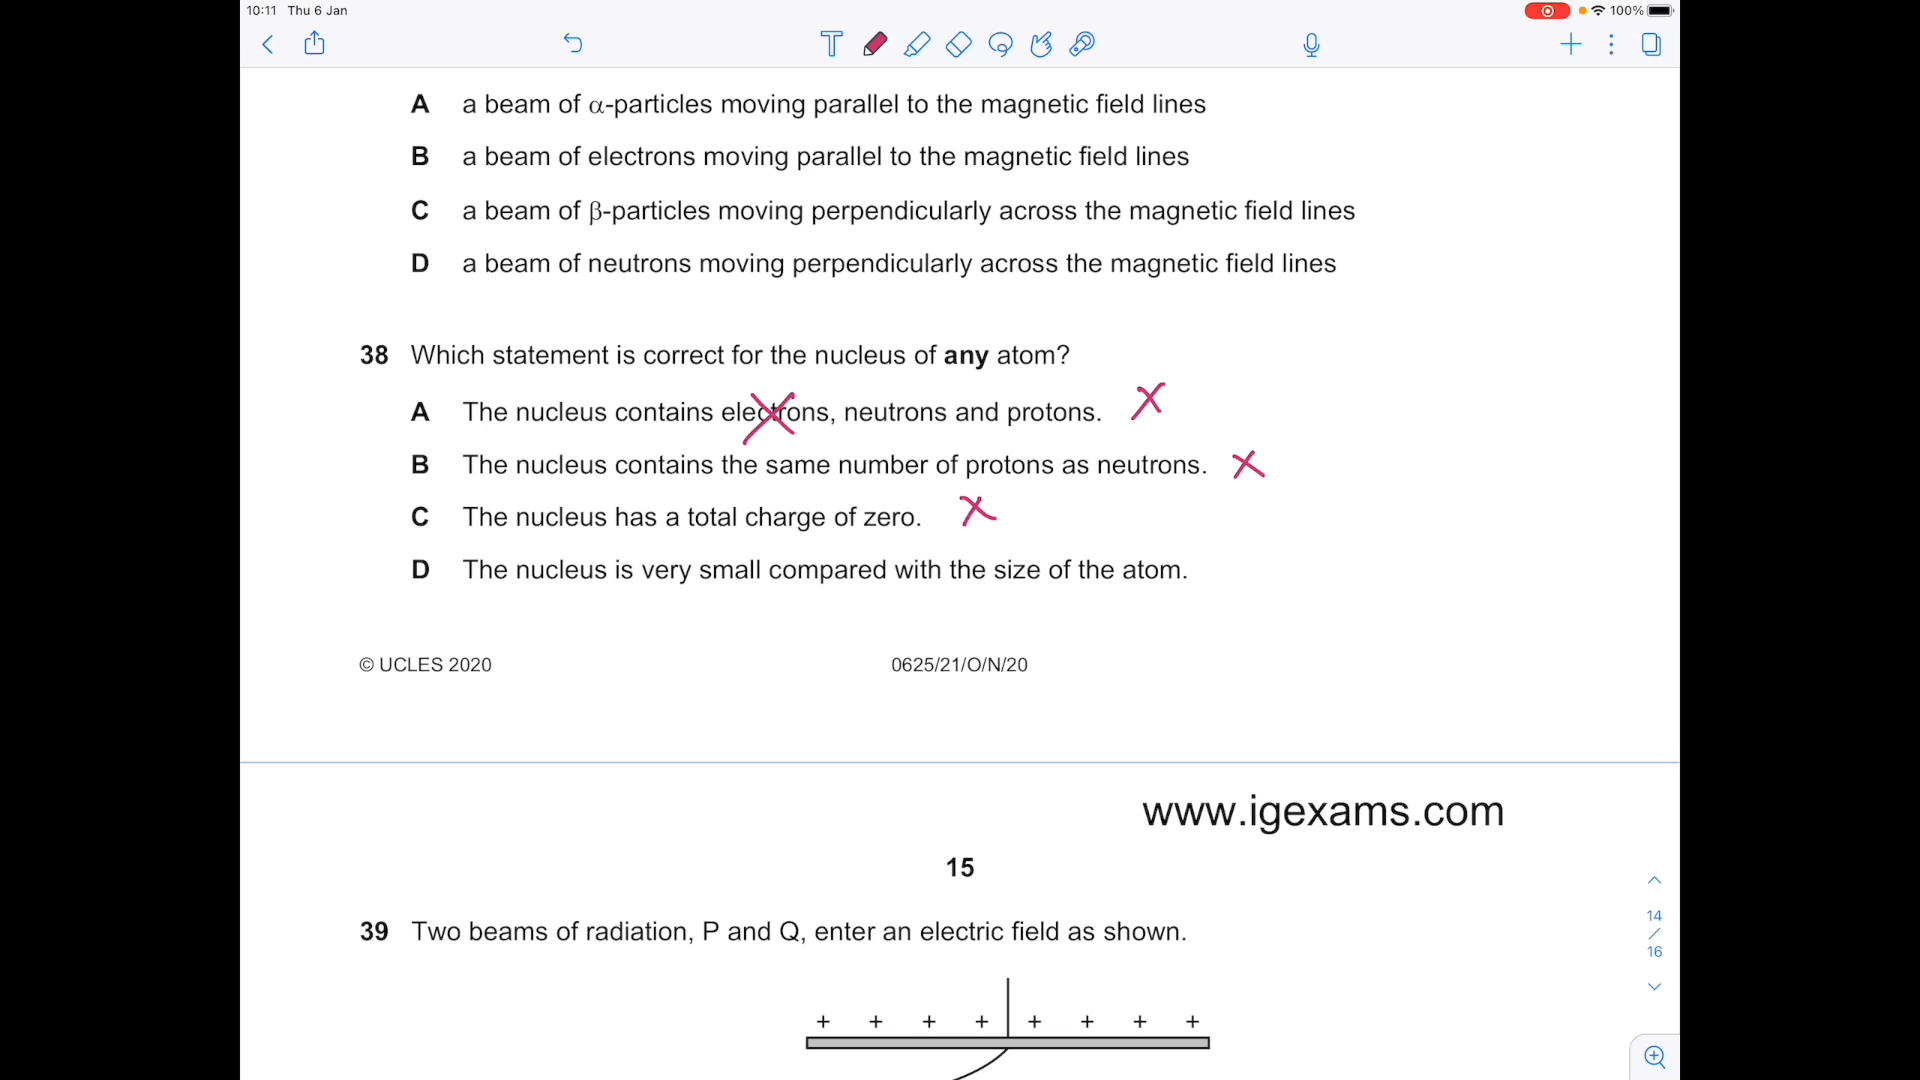 10:11 Thu 6 Jan
100%
A a beam of α-particles moving parallel to the magnetic field lines
B a beam of electrons moving parallel to the magnetic field lines
C a beam of β-particles moving perpendicularly across the magnetic field lines
D a beam of neutrons moving perpendicularly across the magnetic field lines
38 Which statement is correct for the nucleus of any atom?
A The nucleus contains electrons, neutrons and protons.
B The nucleus contains the same number of protons as neutrons.
C The nucleus has a total charge of zero.
D The nucleus is very small compared with the size of the atom.
© UCLES 2020 0625/21/O/N/20
www.igexams.com
15
14
/
16
39 Two beams of radiation, P and Q, enter an electric field as shown.
+ + + + + + + +